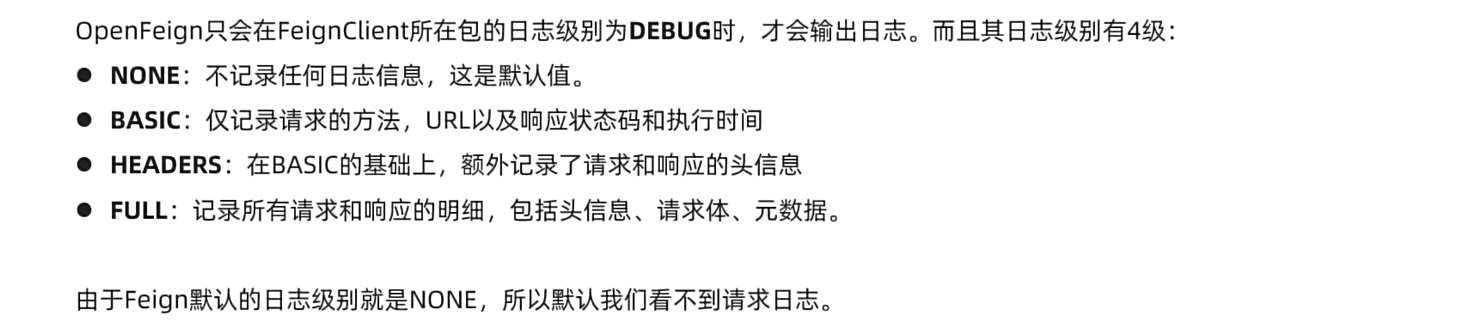 OpenFeign只会在FeignClient所在包的日志级别为DEBUG时，才会输出日志。而且其日志级别有4级：
● NONE：不记录任何日志信息，这是默认值。
● BASIC：仅记录请求的方法，URL以及响应状态码和执行时间
● HEADERS：在BASIC的基础上，额外记录了请求和响应的头信息
● FULL：记录所有请求和响应的明细，包括头信息、请求体、元数据。
由于Feign默认的日志级别就是NONE，所以默认我们看不到请求日志。